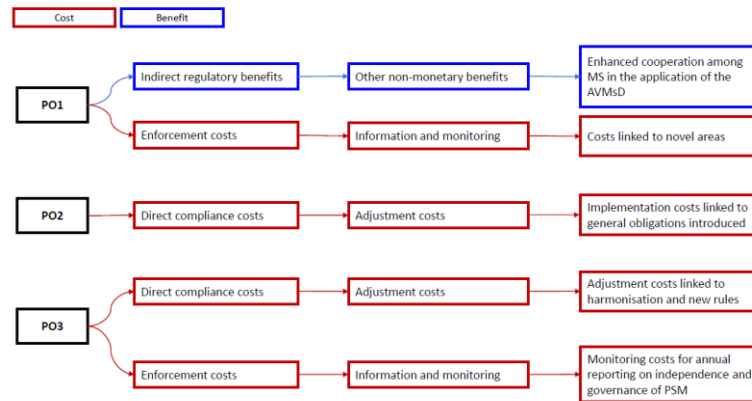 Cost
Benefit
Indirect regulatory benefits
Other non-monetary benefits
Enhanced cooperation among
MS in the application of the
AVMsD
PO1
Enforcement costs
Information and monitoring
Costs linked to novel areas
PO2
Direct compliance costs
Adjustment costs
Implementation costs linked to
general obligations introduced
Direct compliance costs
Adjustment costs
Adjustment costs linked to
harmonisation and new rules
PO3
Enforcement costs
Information and monitoring
Monitoring costs for annual
reporting on independence and
governance of PSM